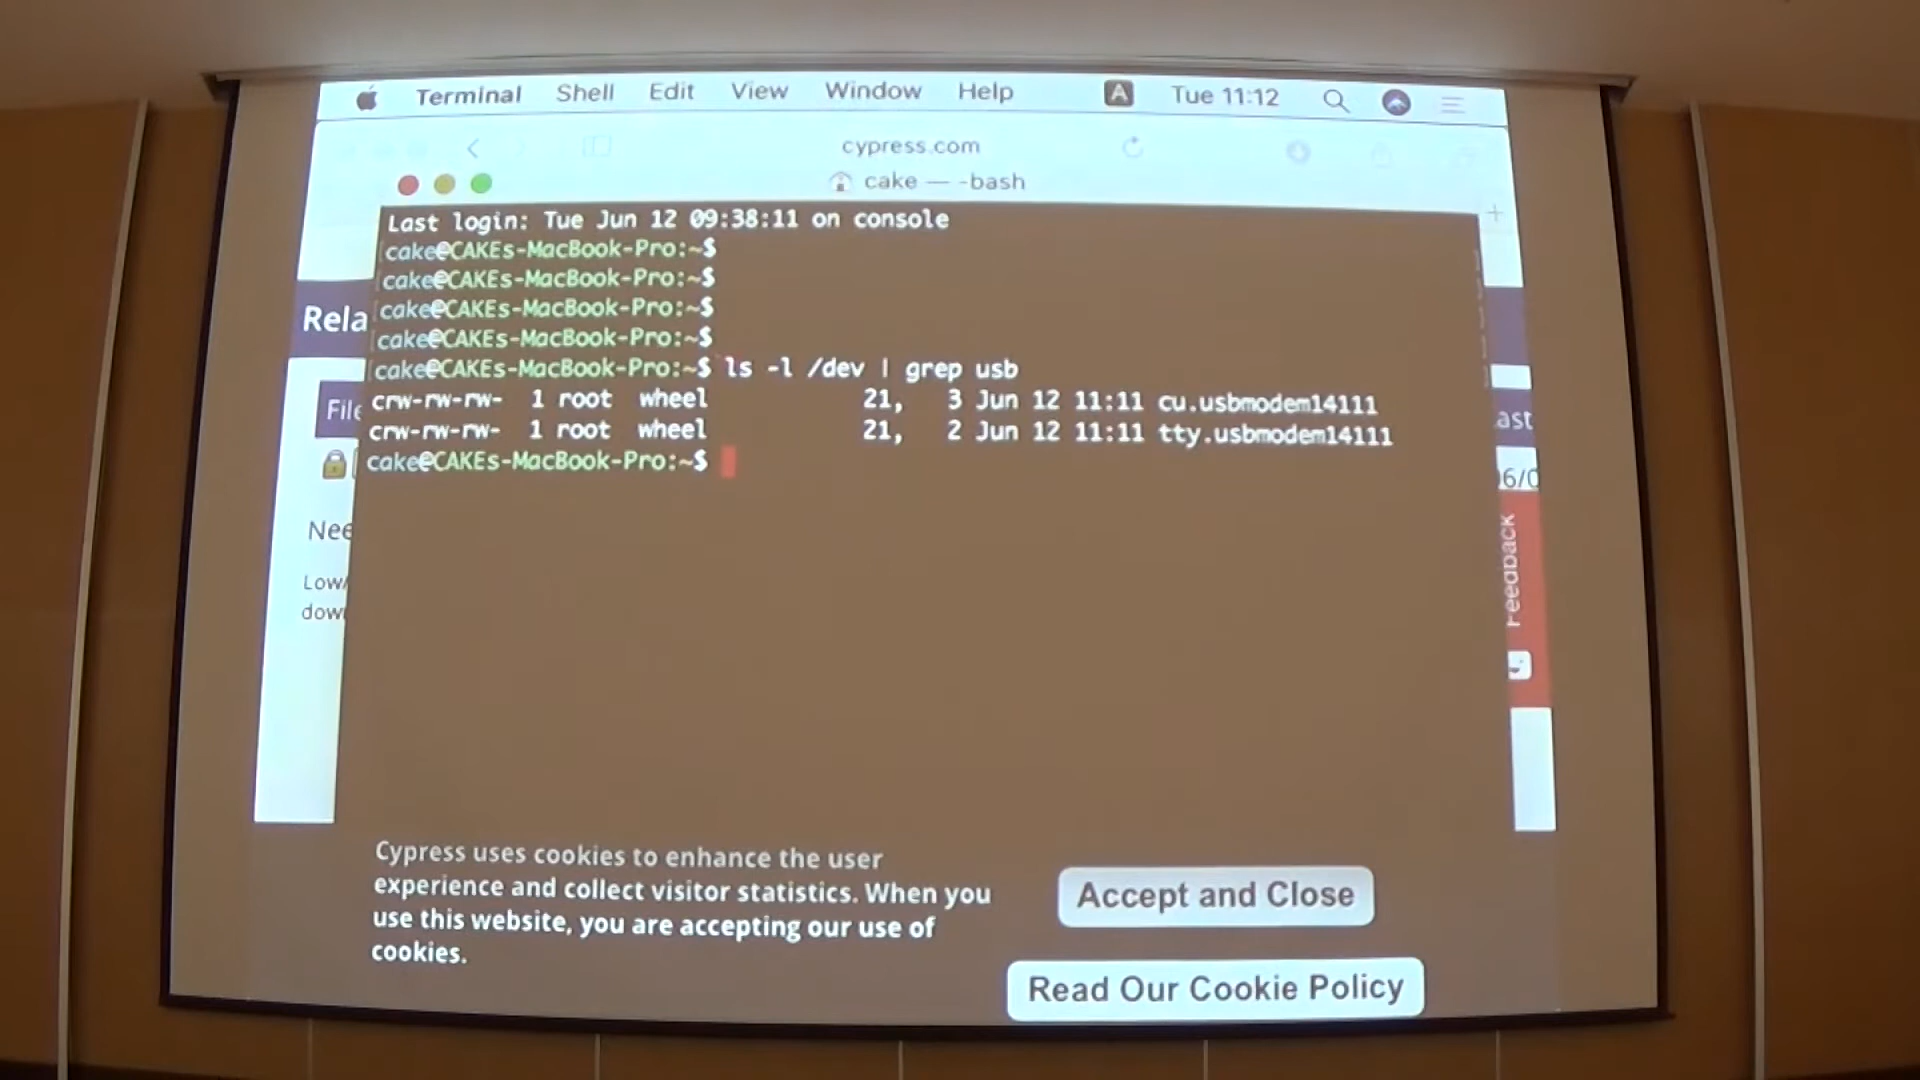 Terminal Shell Edit View Window Help A Tue 11:12
cypress.com
cake — -bash
Last login: Tue Jun 12 09:38:11 on console
cake@CAKEs-MacBook-Pro:~$
cake@CAKEs-MacBook-Pro:~$
cake@CAKEs-MacBook-Pro:~$
cake@CAKEs-MacBook-Pro:~$
cake@CAKEs-MacBook-Pro:~$ ls -l /dev | grep usb
crw-rw-rw- 1 root wheel 21, 3 Jun 12 11:11 cu.usbmodem14111
crw-rw-rw- 1 root wheel 21, 2 Jun 12 11:11 tty.usbmodem14111
cake@CAKEs-MacBook-Pro:~$
Rela
File
Nee
Low/
down
ast
6/0
Feedback
Cypress uses cookies to enhance the user
experience and collect visitor statistics. When you
use this website, you are accepting our use of
cookies.
Accept and Close
Read Our Cookie Policy